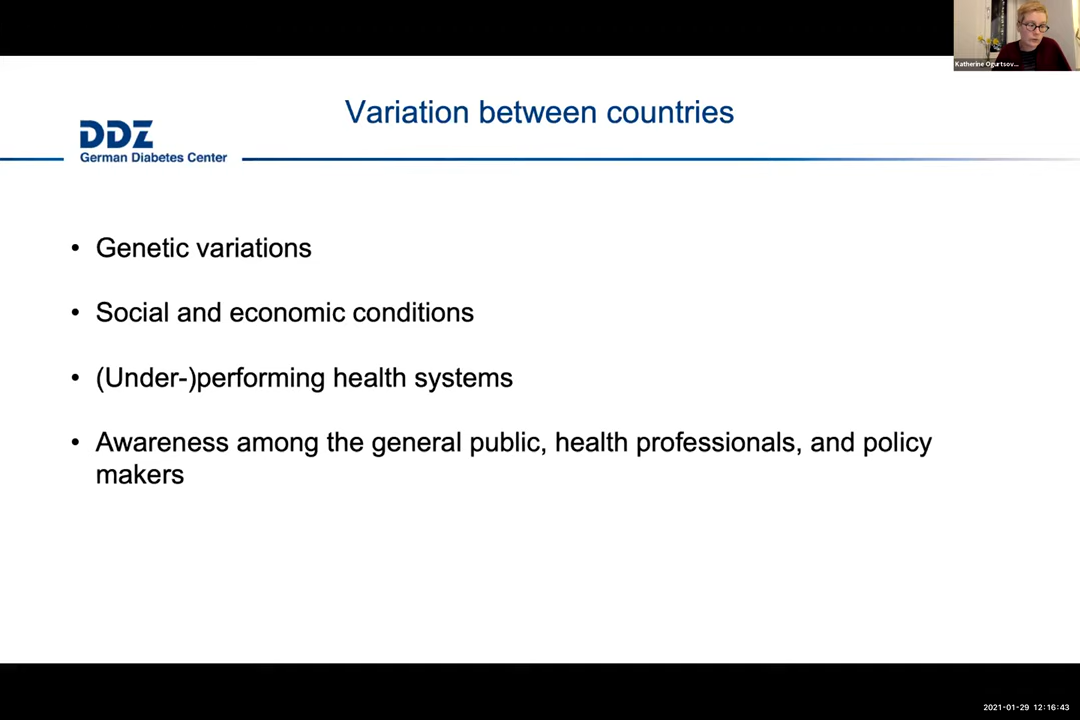 Katherine Ogurtsov...
Variation between countries
DDZ
German Diabetes Center
• Genetic variations
• Social and economic conditions
• (Under-)performing health systems
• Awareness among the general public, health professionals, and policy
makers
2021-01-29 12:16:43